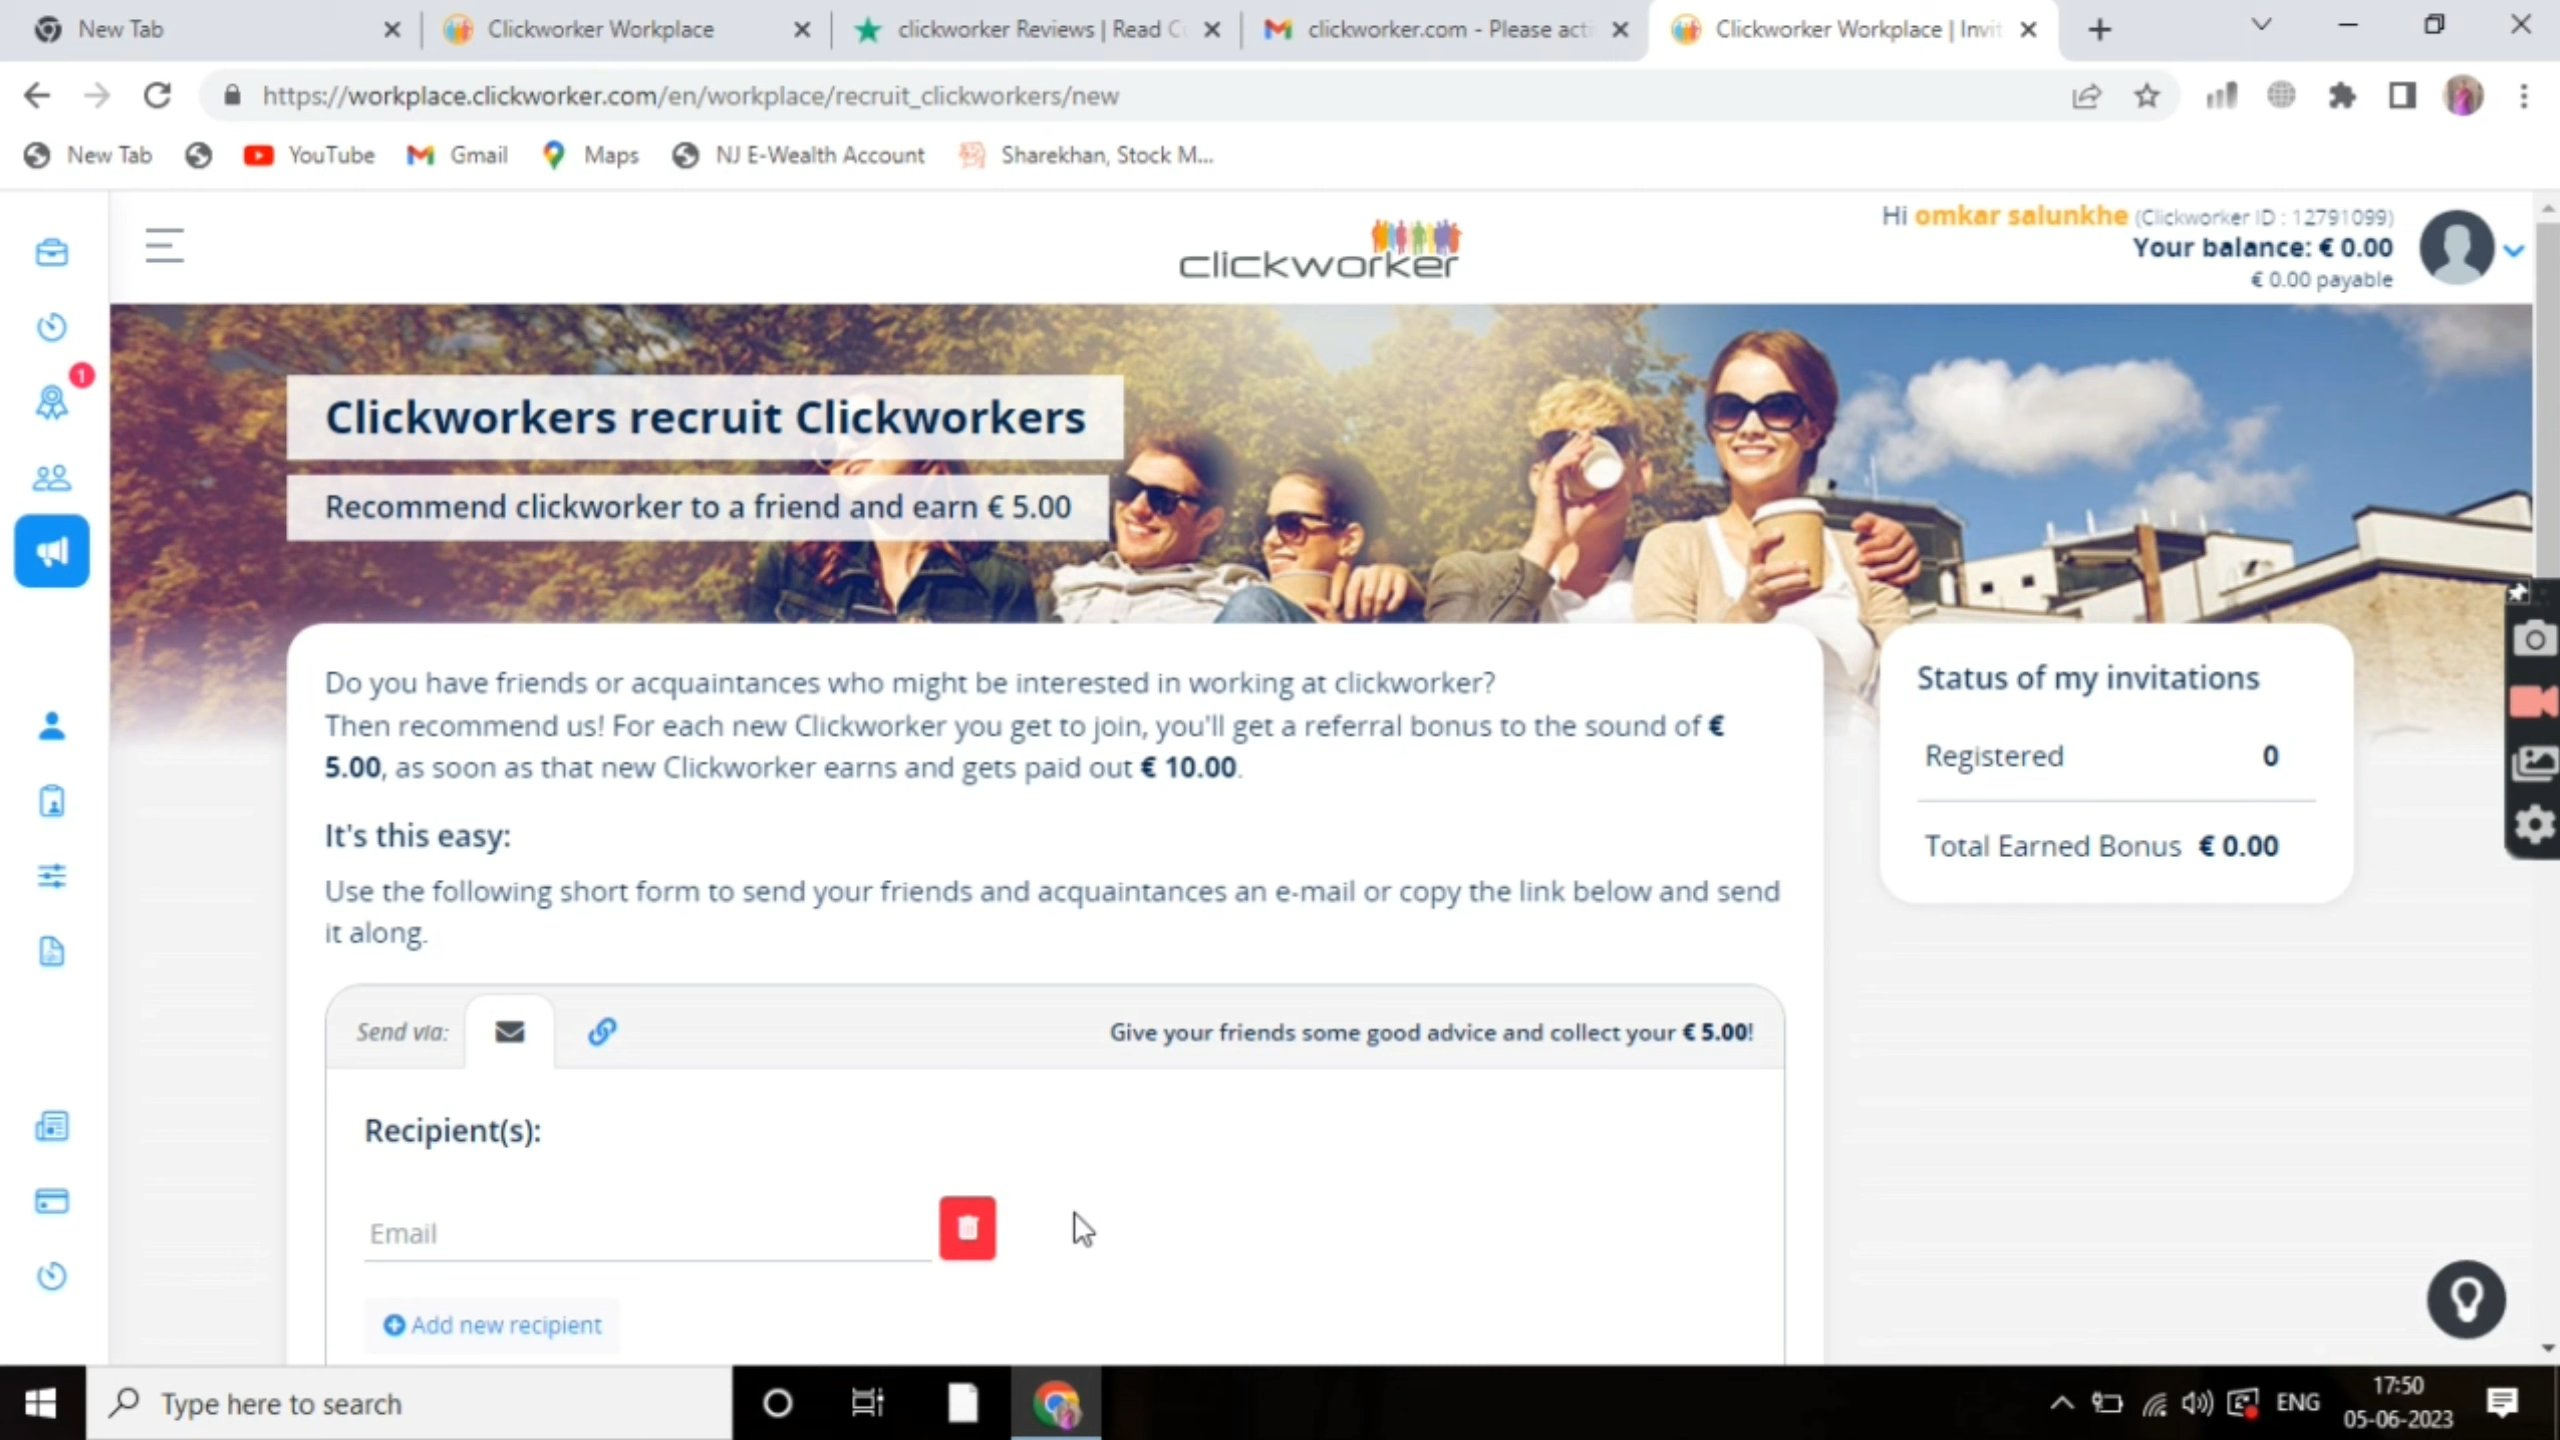 New Tab
Clickworker Workplace
clickworker Reviews | Read C
clickworker.com - Please acti
Clickworker Workplace | Invit
https://workplace.clickworker.com/en/workplace/recruit_clickworkers/new
New Tab
YouTube
Gmail
Maps
NJ E-Wealth Account
Sharekhan, Stock M...
clickworker
Hi omkar salunkhe (Clickworker ID : 12791099)
Your balance: € 0.00
€ 0.00 payable
1
Clickworkers recruit Clickworkers
Recommend clickworker to a friend and earn € 5.00
Do you have friends or acquaintances who might be interested in working at clickworker?
Then recommend us! For each new Clickworker you get to join, you'll get a referral bonus to the sound of €
5.00, as soon as that new Clickworker earns and gets paid out € 10.00.
It's this easy:
Use the following short form to send your friends and acquaintances an e-mail or copy the link below and send
it along.
Status of my invitations
Registered 0
Total Earned Bonus € 0.00
Send via:
Give your friends some good advice and collect your € 5.00!
Recipient(s):
Email
Add new recipient
Type here to search
ENG
17:50
05-06-2023